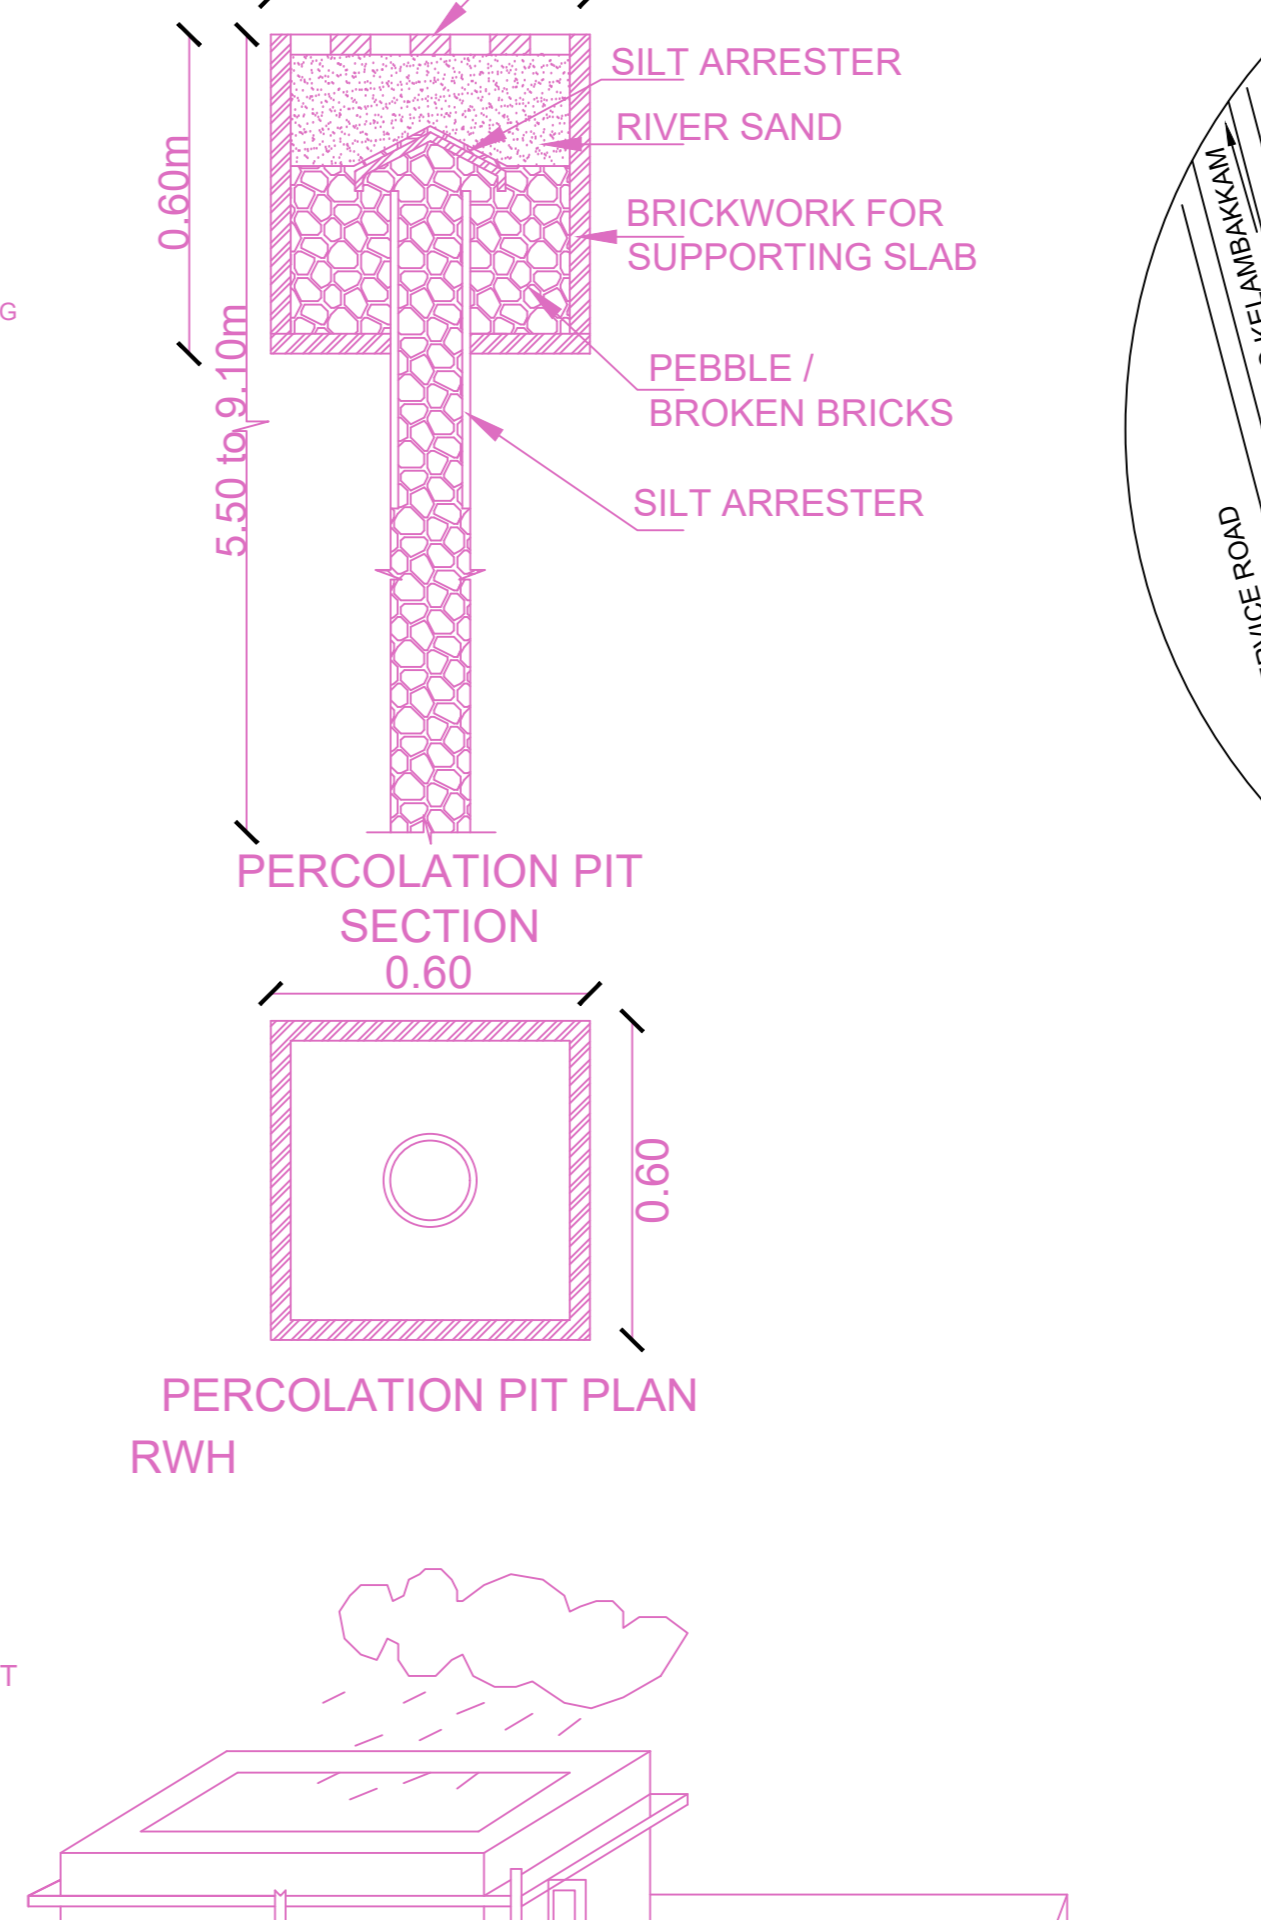 SILT ARRESTER
RIVER SAND
0.60m
BRICKWORK FOR
SUPPORTING SLAB
G
5.50 to 9.10m
PEBBLE /
BROKEN BRICKS
SILT ARRESTER
KELAMBAKKAM
ROAD
PERCOLATION PIT
SECTION
0.60
0.60
PERCOLATION PIT PLAN
RWH
T